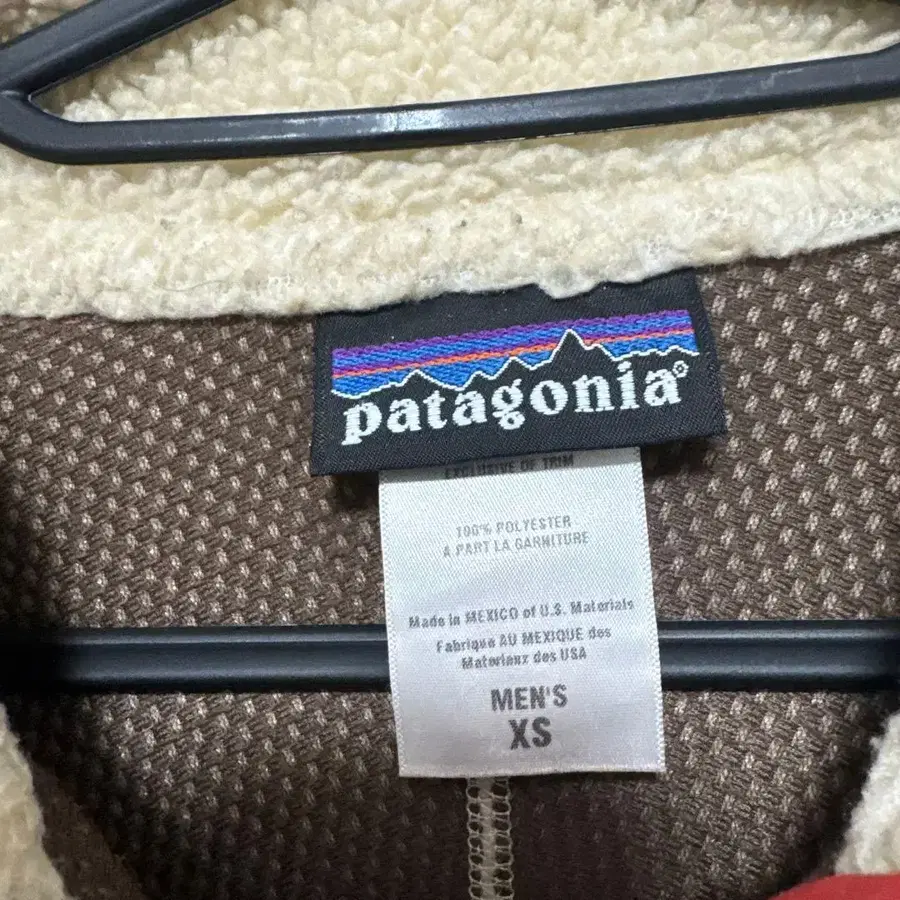 patagonia®
EXCLUSIVE OF TRIM
100% POLYESTER
A PART LA GARNITURE
Made in MEXICO of U.S. Materials
Fabrique AU MEXIQUE des
Materiaux des USA
MEN'S
XS